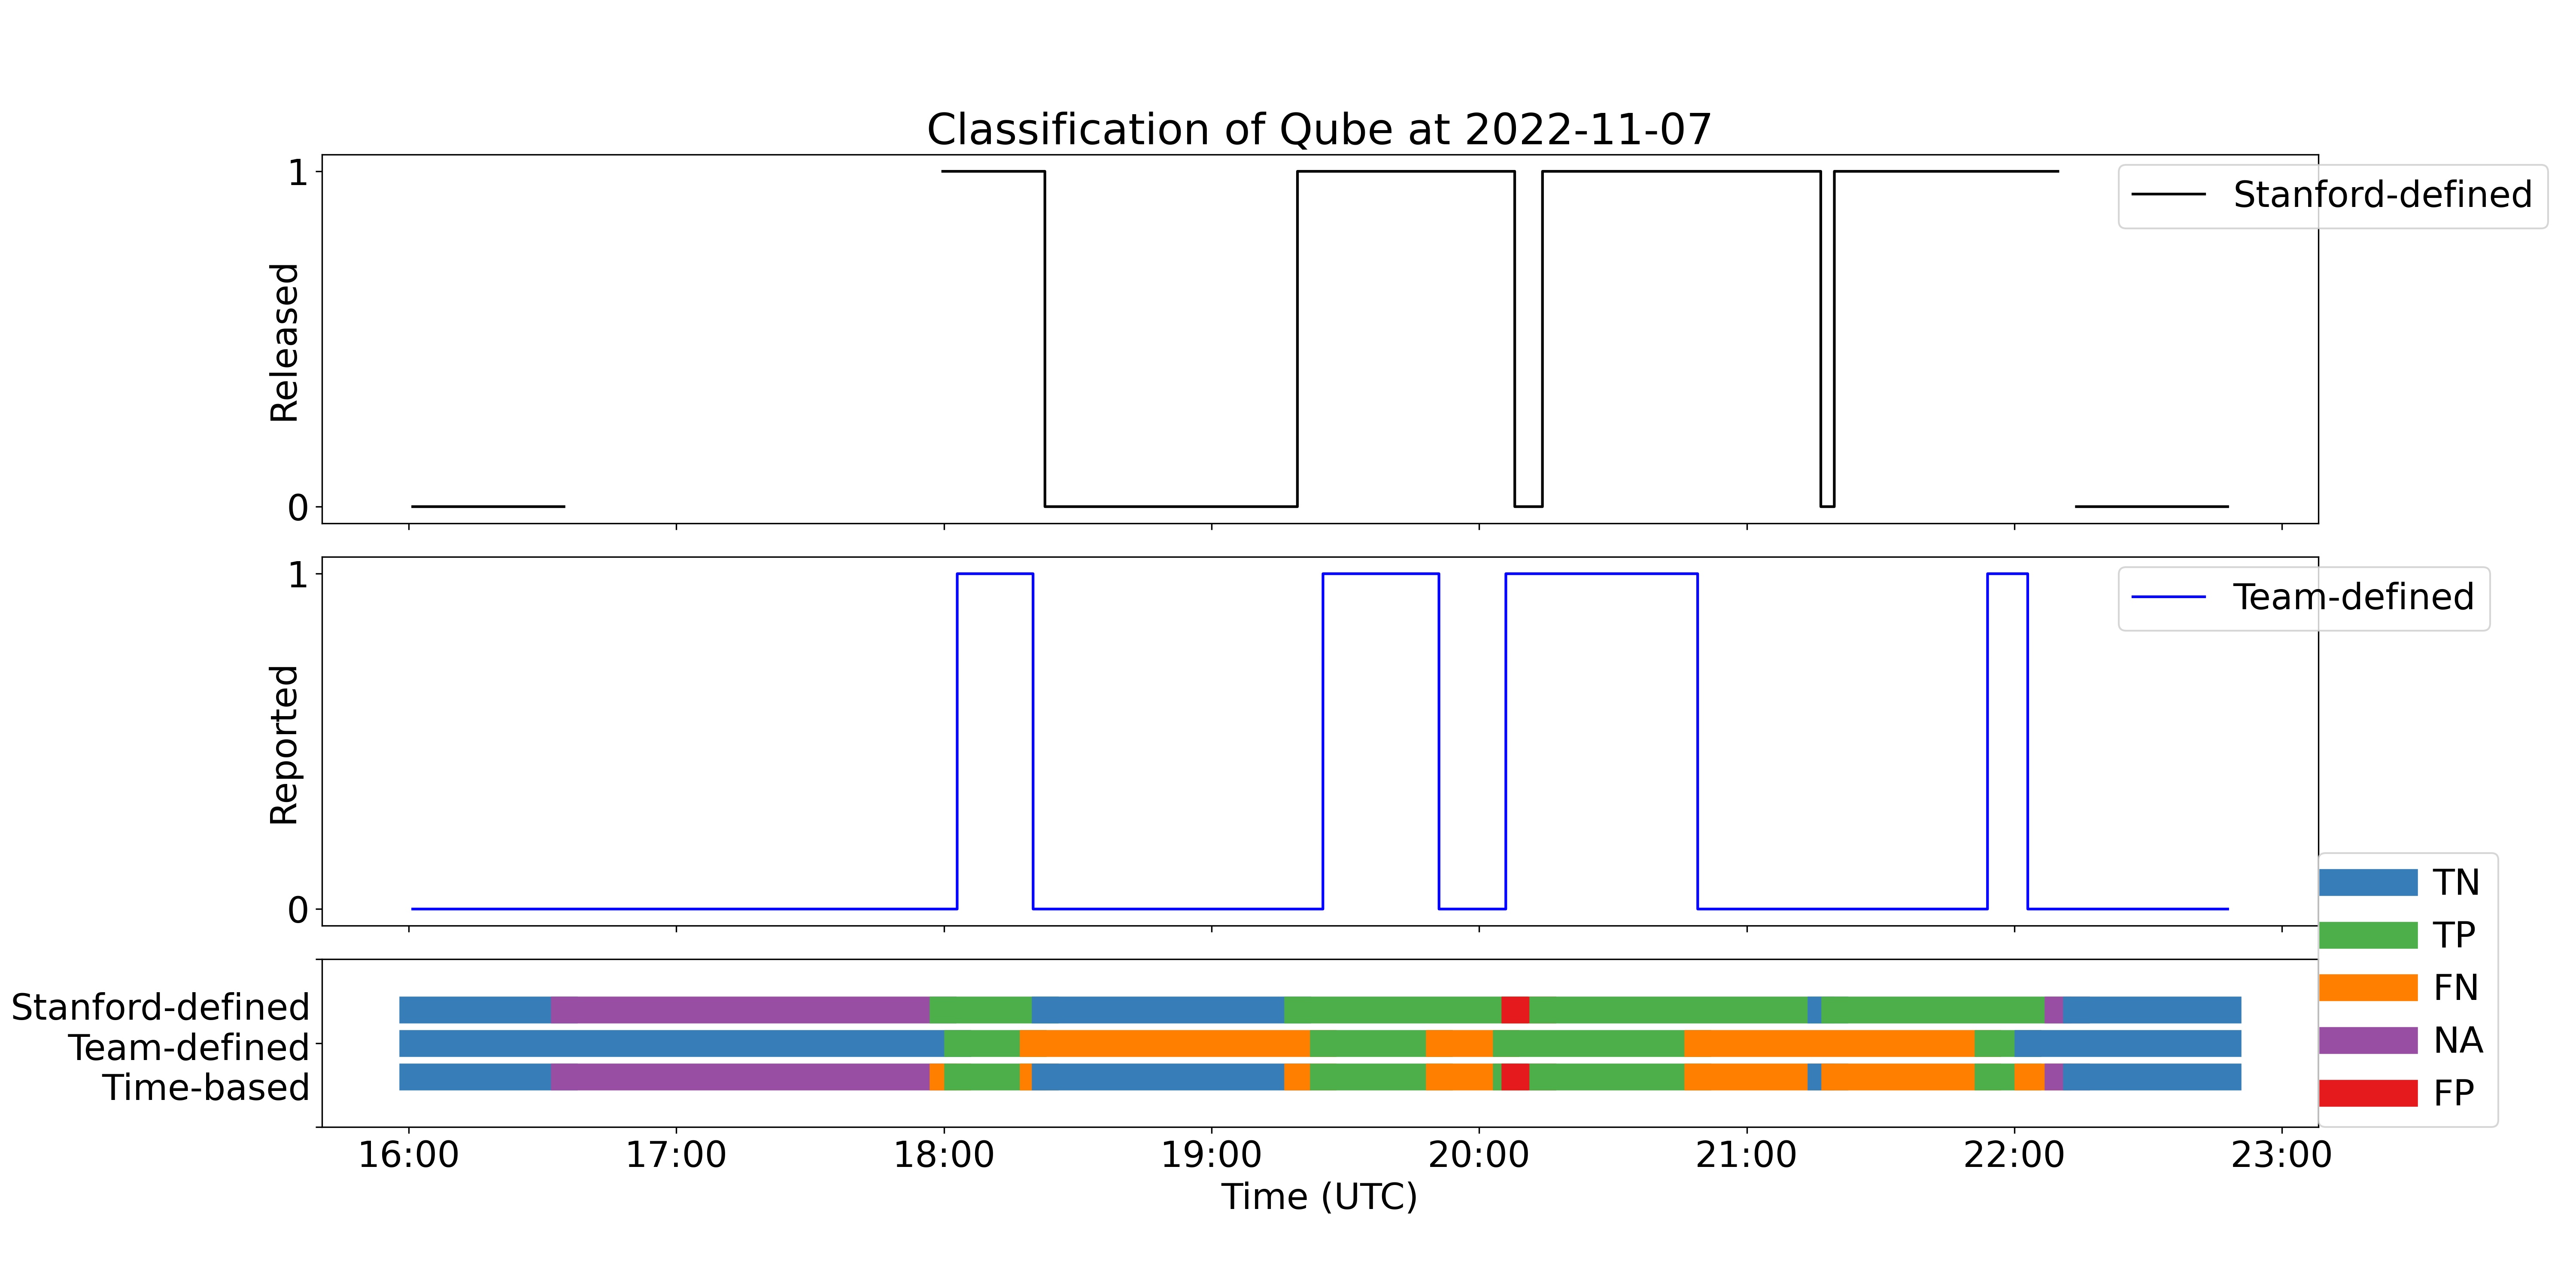 Classification of Qube at 2022-11-07
1
0
Released
Stanford-defined
1
0
Reported
Team-defined
TN
TP
FN
NA
FP
Stanford-defined
Team-defined
Time-based
16:00 17:00 18:00 19:00 20:00 21:00 22:00 23:00
Time (UTC)